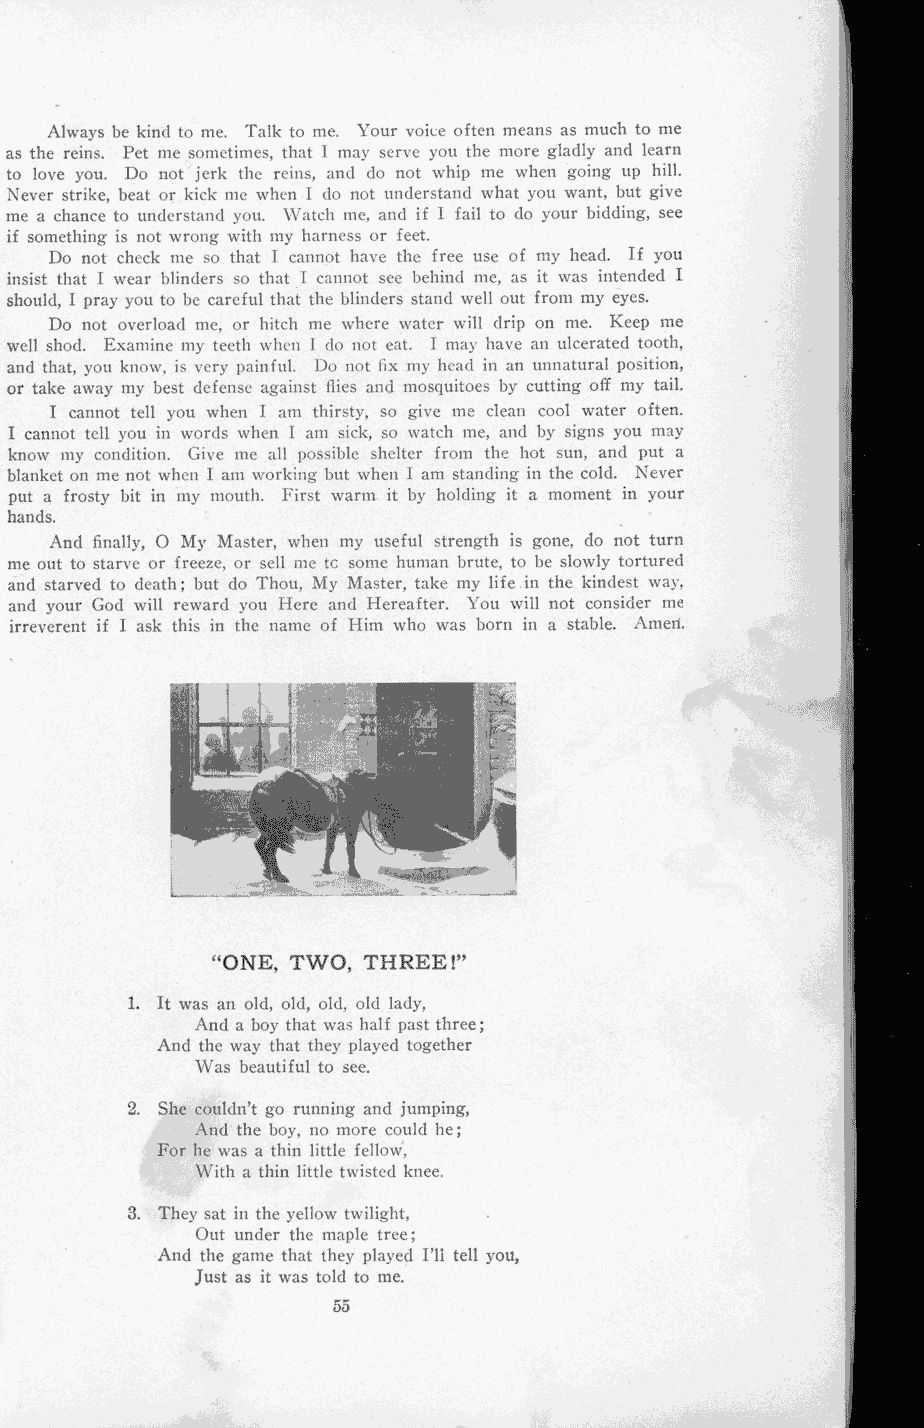 Always be kind to me. Talk to me. Your voice often means as much to me
as the reins. Pet me sometimes, that I may serve you the more gladly and learn
to love you. Do not jerk the reins, and do not whip me when going up hill.
Never strike, beat or kick me when I do not understand what you want, but give
me a chance to understand you. Watch me, and if I fail to do your bidding, see
if something is not wrong with my harness or feet.
Do not check me so that I cannot have the free use of my head. If you
insist that I wear blinders so that I cannot see behind me, as it was intended I
should, I pray you to be careful that the blinders stand well out from my eyes.
Do not overload me, or hitch me where water will drip on me. Keep me
well shod. Examine my teeth when I do not eat. I may have an ulcerated tooth,
and that, you know, is very painful. Do not fix my head in an unnatural position,
or take away my best defense against flies and mosquitoes by cutting off my tail.
I cannot tell you when I am thirsty, so give me clean cool water often.
I cannot tell you in words when I am sick, so watch me, and by signs you may
know my condition. Give me all possible shelter from the hot sun, and put a
blanket on me not when I am working but when I am standing in the cold. Never
put a frosty bit in my mouth. First warm it by holding it a moment in your
hands.
And finally, O My Master, when my useful strength is gone, do not turn
me out to starve or freeze, or sell me tc some human brute, to be slowly tortured
and starved to death; but do Thou, My Master, take my life in the kindest way,
and your God will reward you Here and Hereafter. You will not consider me
irreverent if I ask this in the name of Him who was born in a stable. Amen.
"ONE, TWO, THREE!"
1. It was an old, old, old, old lady,
And a boy that was half past three;
And the way that they played together
Was beautiful to see.
2. She couldn't go running and jumping,
And the boy, no more could he;
For he was a thin little fellow,
With a thin little twisted knee.
3. They sat in the yellow twilight,
Out under the maple tree;
And the game that they played I'll tell you,
Just as it was told to me.
55